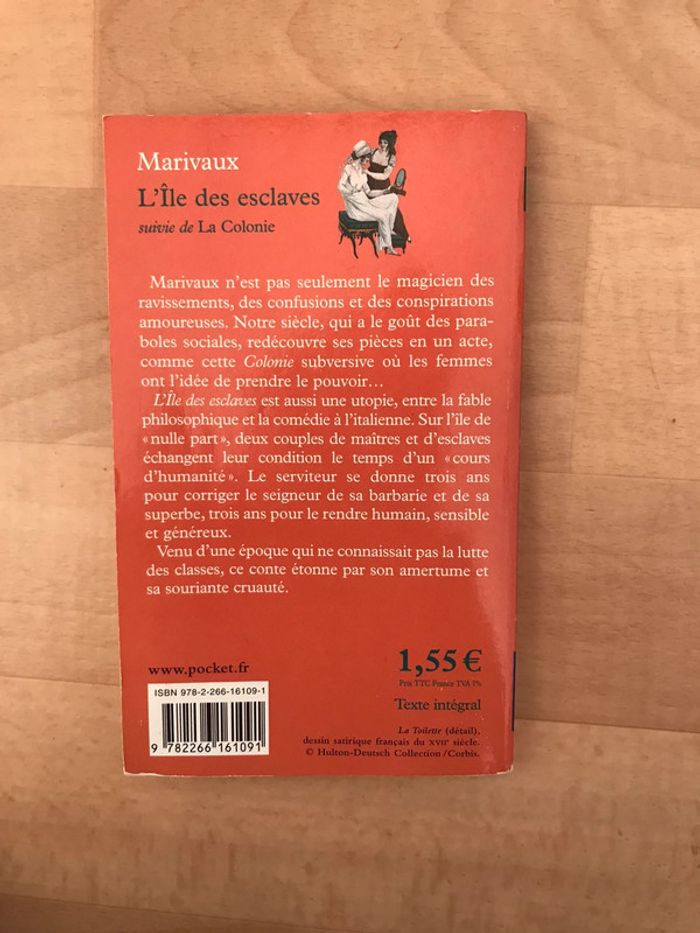 Marivaux
L'Île des esclaves
suivie de La Colonie
Marivaux n'est pas seulement le magicien des
ravissements, des confusions et des conspirations
amoureuses. Notre siècle, qui a le goût des para-
boles sociales, redécouvre ses pièces en un acte,
comme cette Colonie subversive où les femmes
ont l'idée de prendre le pouvoir…
L'Île des esclaves est aussi une utopie, entre la fable
philosophique et la comédie à l'italienne. Sur l'île de
« nulle part », deux couples de maîtres et d'esclaves
échangent leur condition le temps d'un « cours
d'humanité ». Le serviteur se donne trois ans
pour corriger le seigneur de sa barbarie et de sa
superbe, trois ans pour le rendre humain, sensible
et généreux.
Venu d'une époque qui ne connaissait pas la lutte
des classes, ce conte étonne par son amertume et
sa souriante cruauté.
www.pocket.fr
ISBN 978-2-266-16109-1
9 782266 161091
1,55 €
Prix TTC France TVA 7%
Texte intégral
La Toilette (détail),
dessin satirique français du XVIIe siècle.
© Hulton-Deutsch Collection/Corbis.